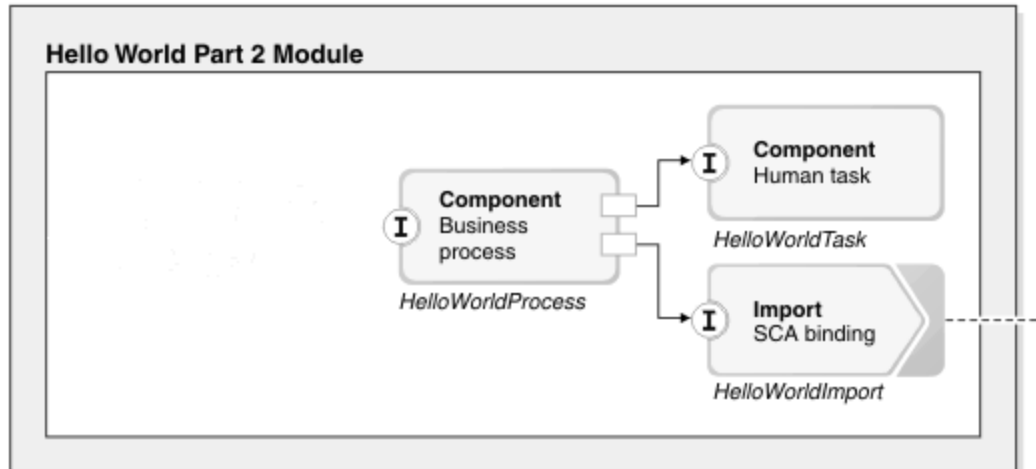 Hello World Part 2 Module
I
Component
Business
process
HelloWorldProcess
I
Component
Human task
HelloWorldTask
I
Import
SCA binding
HelloWorldImport